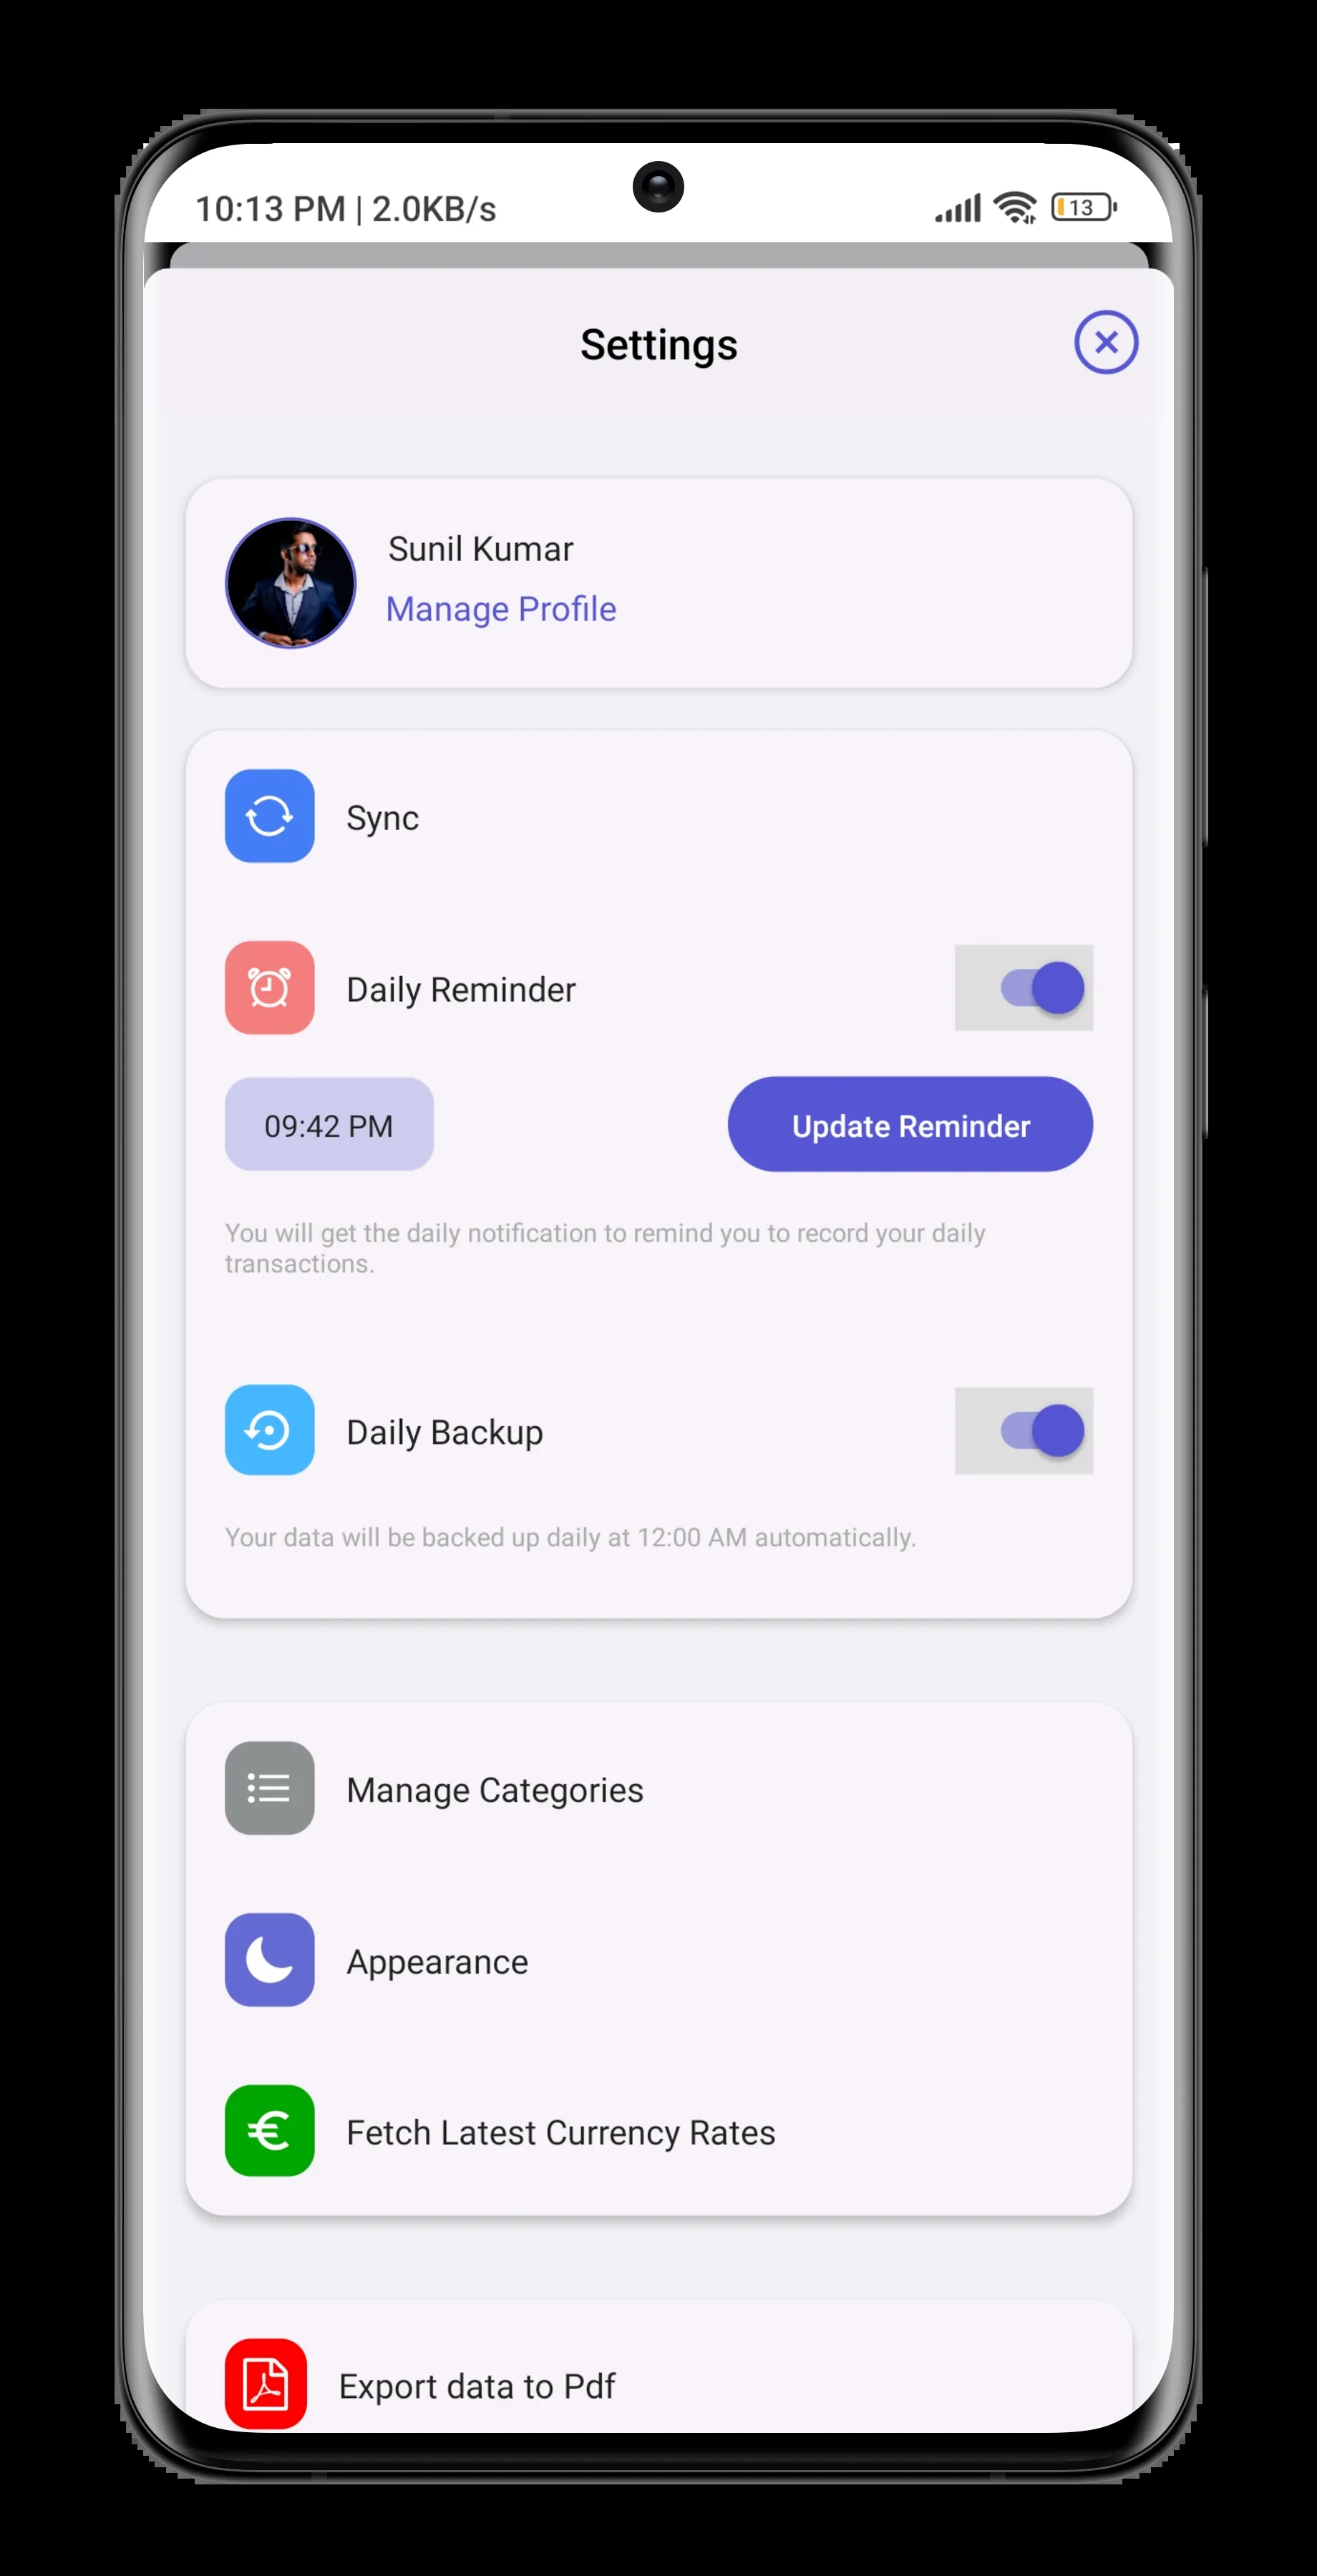 10:13 PM | 2.0KB/s
13
Settings
Sunil Kumar
Manage Profile
Sync
Daily Reminder
09:42 PM
Update Reminder
You will get the daily notification to remind you to record your daily
transactions.
Daily Backup
Your data will be backed up daily at 12:00 AM automatically.
Manage Categories
Appearance
Fetch Latest Currency Rates
Export data to Pdf